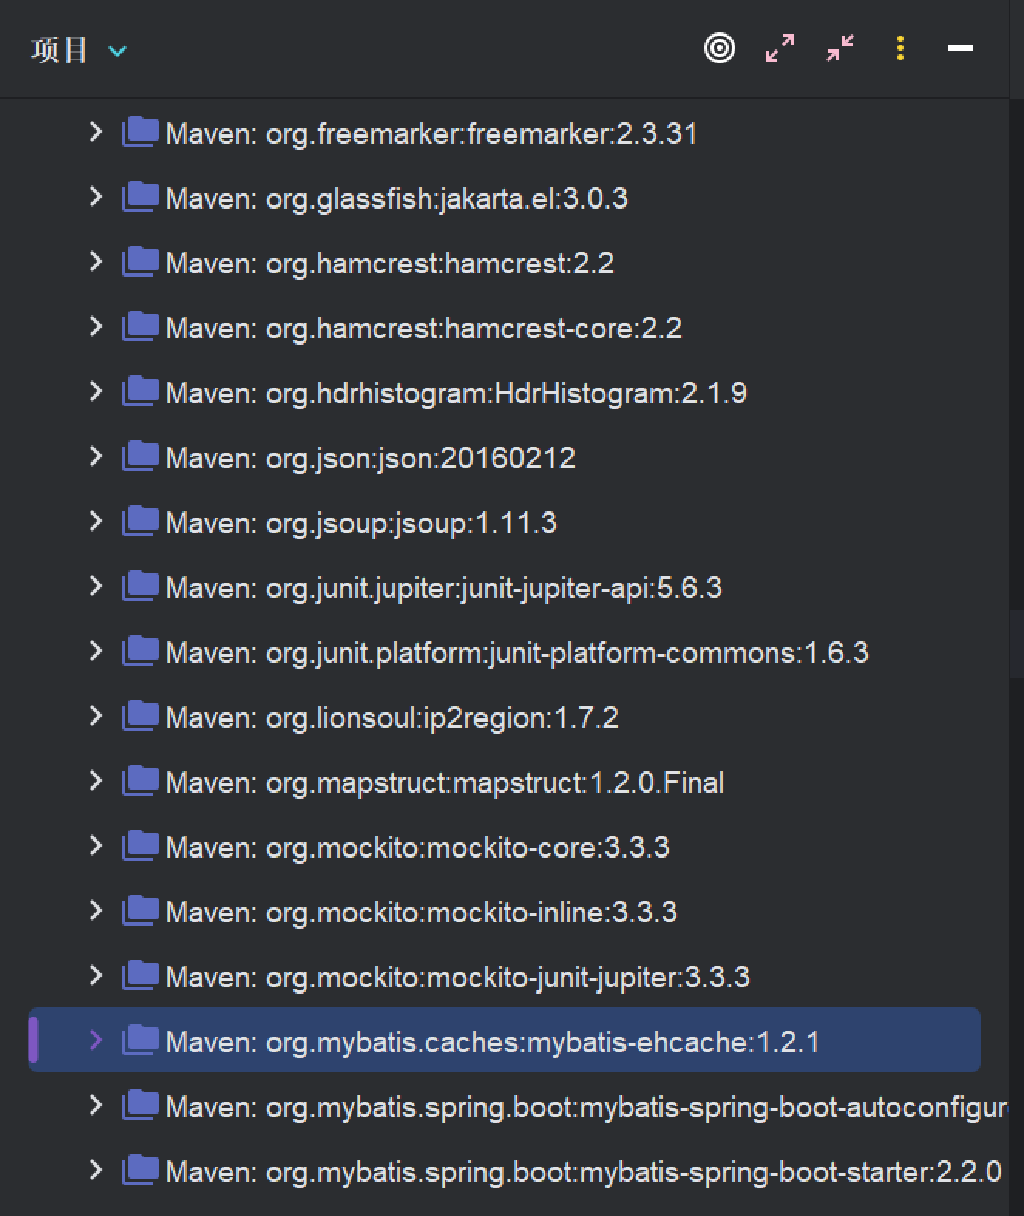 项目
Maven: org.freemarker:freemarker:2.3.31
Maven: org.glassfish:jakarta.el:3.0.3
Maven: org.hamcrest:hamcrest:2.2
Maven: org.hamcrest:hamcrest-core:2.2
Maven: org.hdrhistogram:HdrHistogram:2.1.9
Maven: org.json:json:20160212
Maven: org.jsoup:jsoup:1.11.3
Maven: org.junit.jupiter:junit-jupiter-api:5.6.3
Maven: org.junit.platform:junit-platform-commons:1.6.3
Maven: org.lionsoul:ip2region:1.7.2
Maven: org.mapstruct:mapstruct:1.2.0.Final
Maven: org.mockito:mockito-core:3.3.3
Maven: org.mockito:mockito-inline:3.3.3
Maven: org.mockito:mockito-junit-jupiter:3.3.3
Maven: org.mybatis.caches:mybatis-ehcache:1.2.1
Maven: org.mybatis.spring.boot:mybatis-spring-boot-autoconfigur
Maven: org.mybatis.spring.boot:mybatis-spring-boot-starter:2.2.0